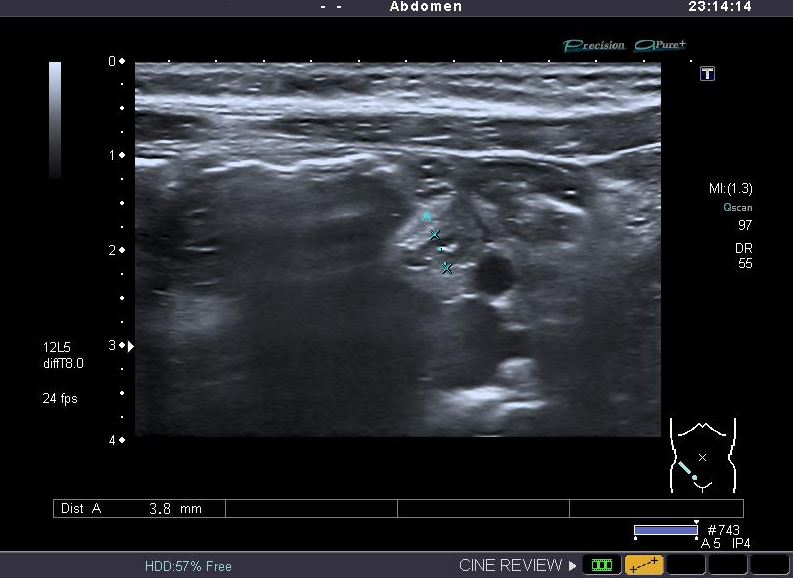 - - Abdomen 23:14:14
Precision APure+
T
0
1
2
3
4
A
MI:(1.3)
Qscan
97
DR
55
12L5
diffT8.0
24 fps
Dist A 3.8 mm
#743
A 5 IP4
HDD:57% Free CINE REVIEW